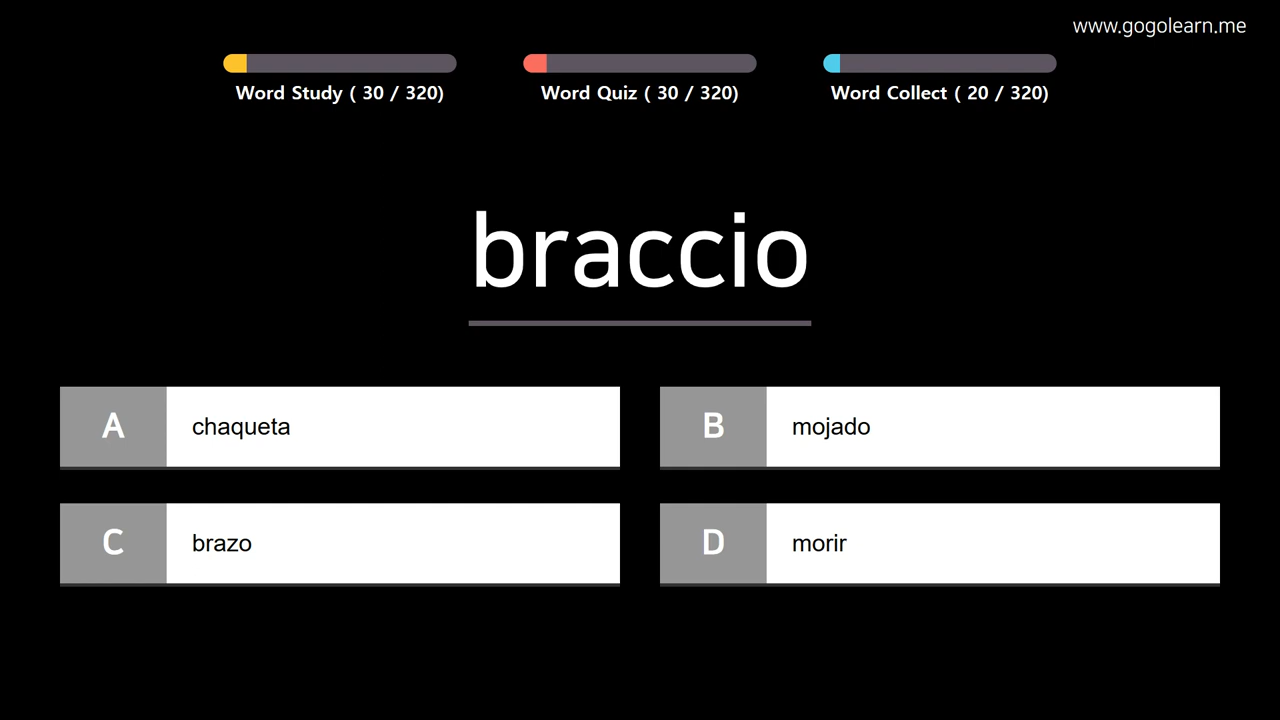 www.gogolearn.me
Word Study ( 30 / 320)
Word Quiz ( 30 / 320)
Word Collect ( 20 / 320)
braccio
A chaqueta
B mojado
C brazo
D morir